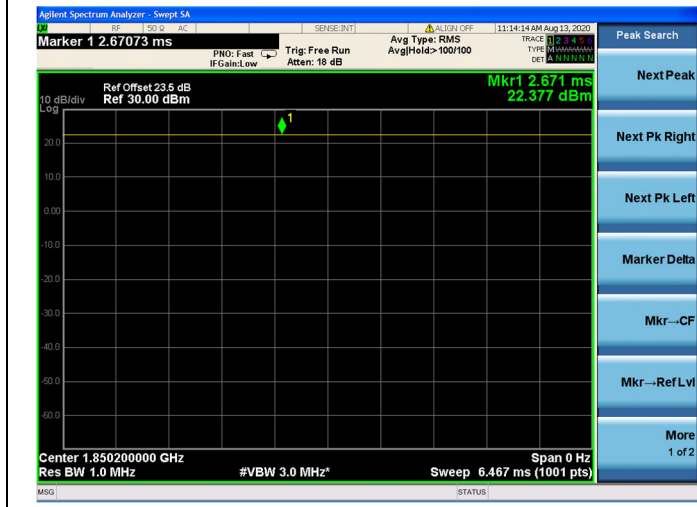 Agilent Spectrum Analyzer - Swept SA
RF 50 Ω AC SENSE:INT ALIGN OFF 11:14:14 AM Aug 13, 2020
Marker 1 2.67073 ms
PNO: Fast
IFGain:Low
Trig: Free Run
Atten: 18 dB
Avg Type: RMS
Avg|Hold:>100/100
TRACE 1 2 3 4 5 6
TYPE M
DET A N N N N N
Ref Offset 23.5 dB
Ref 30.00 dBm
10 dB/div
Log
Mkr1 2.671 ms
22.377 dBm
1
20.0
10.0
0.00
-10.0
-20.0
-30.0
-40.0
-50.0
-60.0
Center 1.850200000 GHz
Span 0 Hz
Res BW 1.0 MHz
#VBW 3.0 MHz*
Sweep 6.467 ms (1001 pts)
MSG
STATUS
Peak Search
Next Peak
Next Pk Right
Next Pk Left
Marker Delta
Mkr→CF
Mkr→Ref Lvl
More
1 of 2